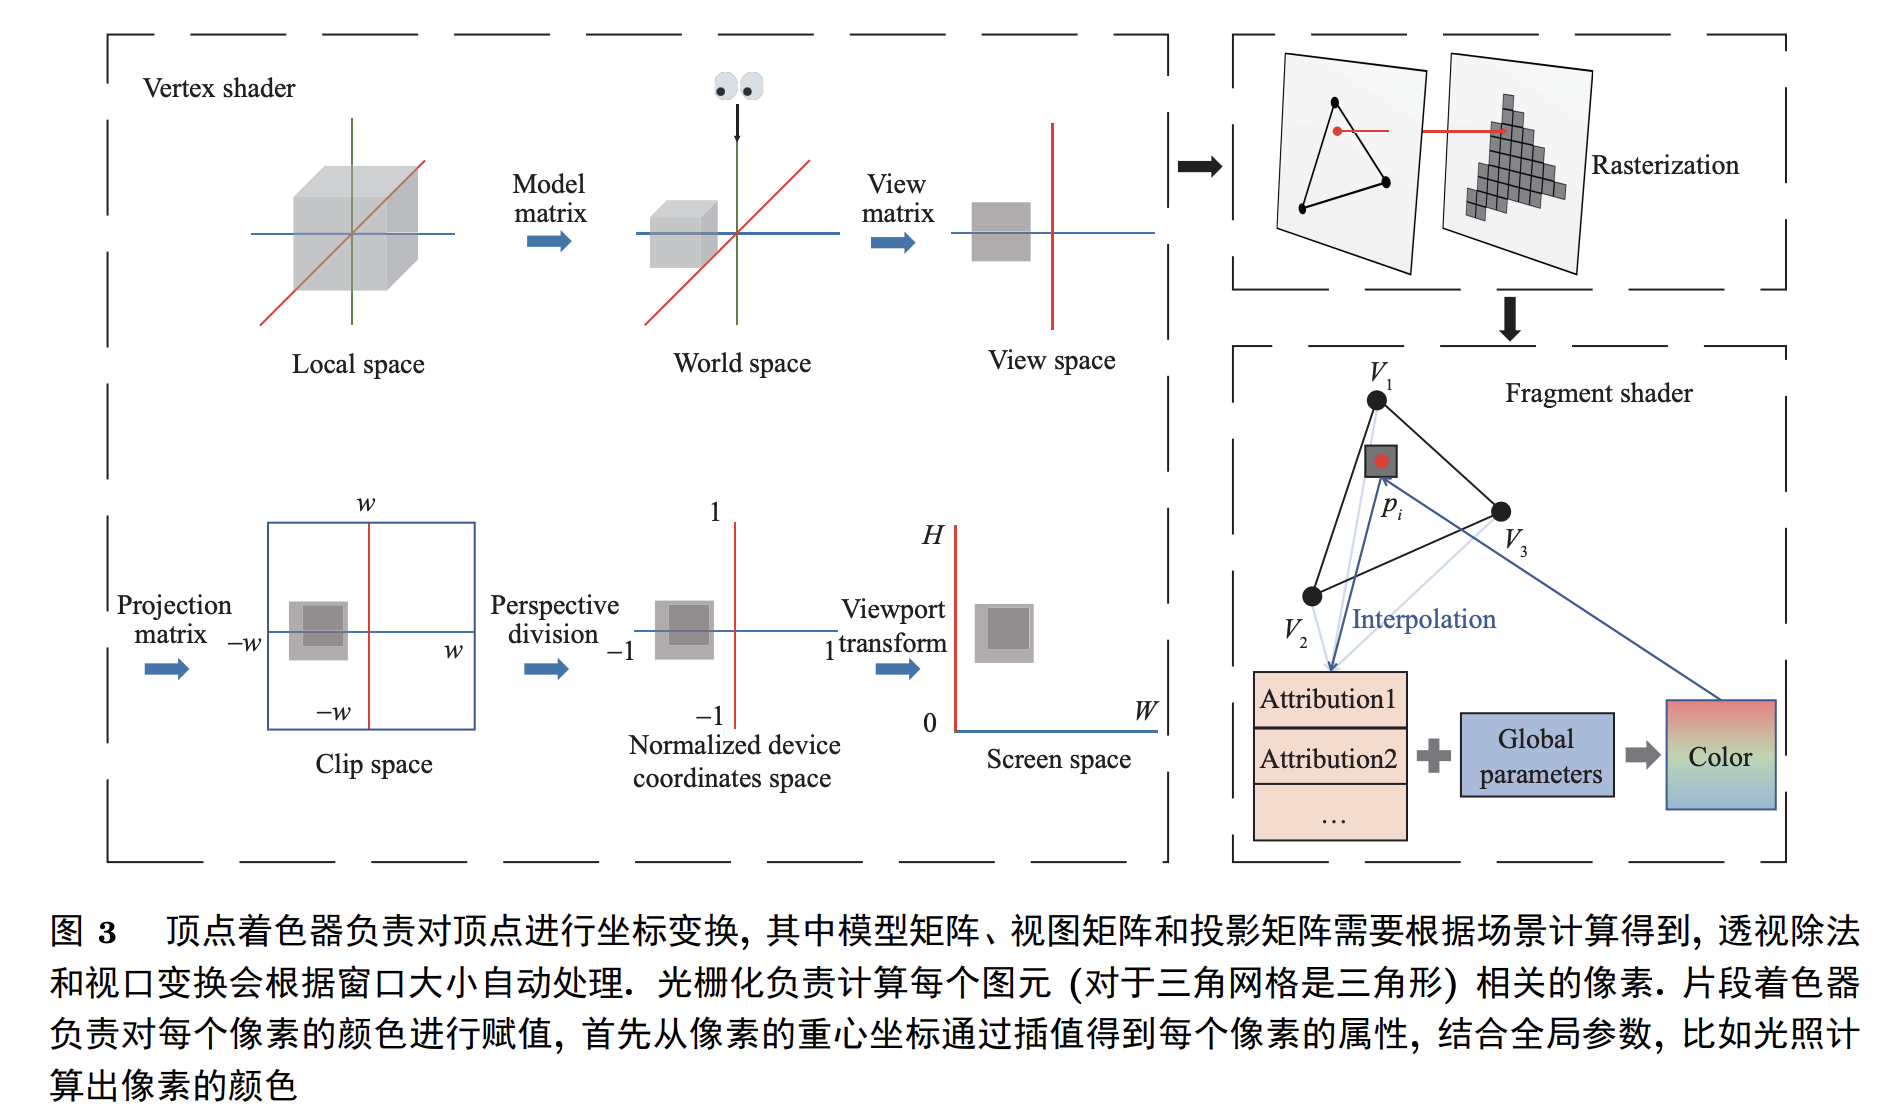 Vertex shader
Model
matrix
View
matrix
Local space
World space
View space
Projection
matrix
w
−w
w
−w
Clip space
Perspective
division
1
−1
1
−1
Normalized device
coordinates space
Viewport
transform
H
0
W
Screen space
Rasterization
Fragment shader
V1
pi
V3
V2
Interpolation
Attribution1
Attribution2
…
Global
parameters
Color
图 3 顶点着色器负责对顶点进行坐标变换, 其中模型矩阵、视图矩阵和投影矩阵需要根据场景计算得到, 透视除法
和视口变换会根据窗口大小自动处理. 光栅化负责计算每个图元 (对于三角网格是三角形) 相关的像素. 片段着色器
负责对每个像素的颜色进行赋值, 首先从像素的重心坐标通过插值得到每个像素的属性, 结合全局参数, 比如光照计
算出像素的颜色